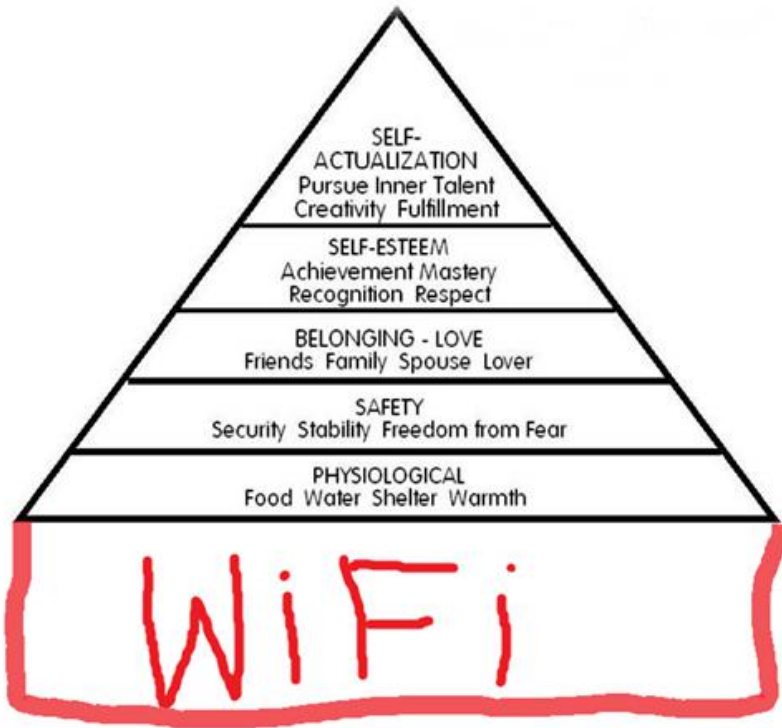 SELF-
ACTUALIZATION
Pursue Inner Talent
Creativity Fulfillment
SELF-ESTEEM
Achievement Mastery
Recognition Respect
BELONGING - LOVE
Friends Family Spouse Lover
SAFETY
Security Stability Freedom from Fear
PHYSIOLOGICAL
Food Water Shelter Warmth
WiFi